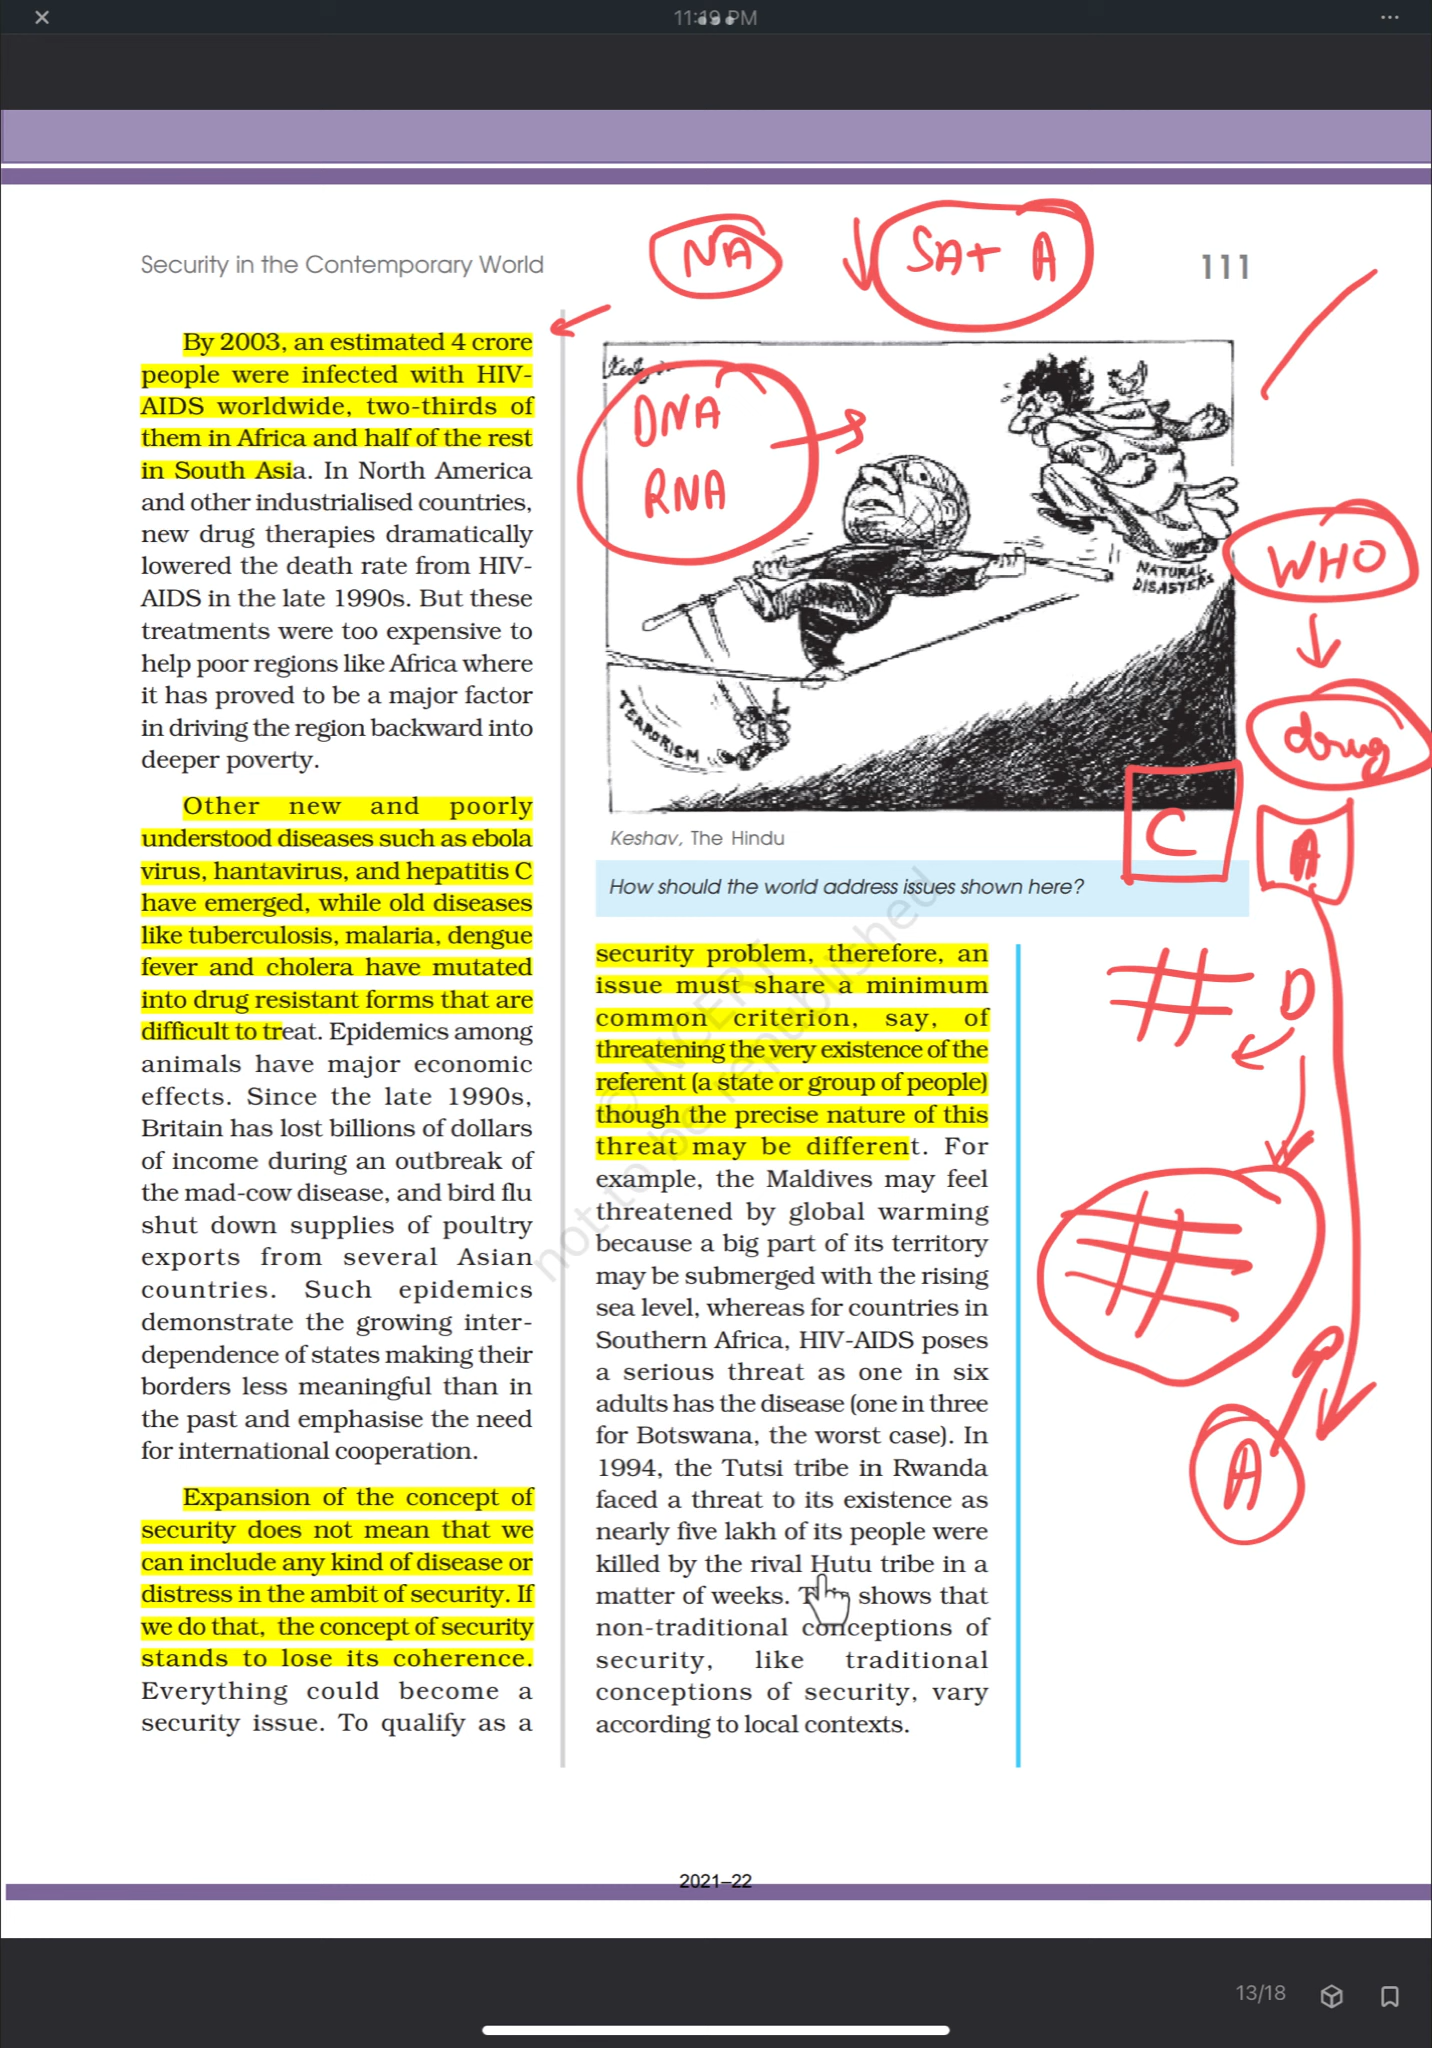 11:19 PM
Security in the Contemporary World
NA
SA+ A
111
By 2003, an estimated 4 crore
people were infected with HIV-
AIDS worldwide, two-thirds of
them in Africa and half of the rest
in South Asia. In North America
and other industrialised countries,
new drug therapies dramatically
lowered the death rate from HIV-
AIDS in the late 1990s. But these
treatments were too expensive to
help poor regions like Africa where
it has proved to be a major factor
in driving the region backward into
deeper poverty.
Other new and poorly
understood diseases such as ebola
virus, hantavirus, and hepatitis C
have emerged, while old diseases
like tuberculosis, malaria, dengue
fever and cholera have mutated
into drug resistant forms that are
difficult to treat. Epidemics among
animals have major economic
effects. Since the late 1990s,
Britain has lost billions of dollars
of income during an outbreak of
the mad-cow disease, and bird flu
shut down supplies of poultry
exports from several Asian
countries. Such epidemics
demonstrate the growing inter-
dependence of states making their
borders less meaningful than in
the past and emphasise the need
for international cooperation.
Expansion of the concept of
security does not mean that we
can include any kind of disease or
distress in the ambit of security. If
we do that, the concept of security
stands to lose its coherence.
Everything could become a
security issue. To qualify as a
DNA
RNA
NATURAL
DISASTERS
TERRORISM
WHO
drug
C
A
Keshav, The Hindu
How should the world address issues shown here?
security problem, therefore, an
issue must share a minimum
common criterion, say, of
threatening the very existence of the
referent (a state or group of people)
though the precise nature of this
threat may be different. For
example, the Maldives may feel
threatened by global warming
because a big part of its territory
may be submerged with the rising
sea level, whereas for countries in
Southern Africa, HIV-AIDS poses
a serious threat as one in six
adults has the disease (one in three
for Botswana, the worst case). In
1994, the Tutsi tribe in Rwanda
faced a threat to its existence as
nearly five lakh of its people were
killed by the rival Hutu tribe in a
matter of weeks. This shows that
non-traditional conceptions of
security, like traditional
conceptions of security, vary
according to local contexts.
D
A
© NCERT
not to be republished
2021–22
13/18